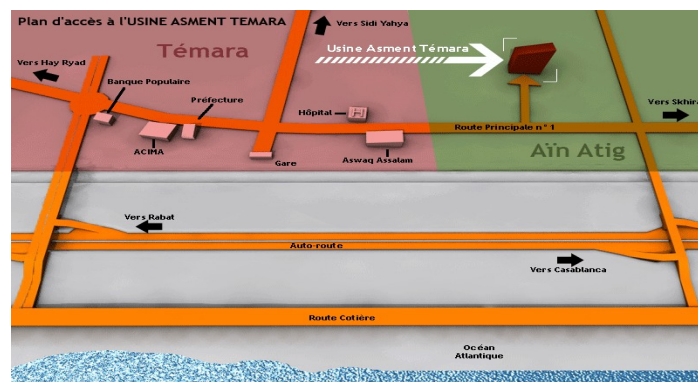 Plan d'accès à l'USINE ASMENT TEMARA
Vers Sidi Yahya
Témara
Usine Asment Témara
Vers Hay Ryad
Banque Populaire
Préfecture
Hôpital
H
Vers Skhira
Route Principale n° 1
ACIMA
Gare
Aswaq Assalam
Aïn Atig
Vers Rabat
Auto-route
Vers Casablanca
Route Cotière
Océan
Atlantique